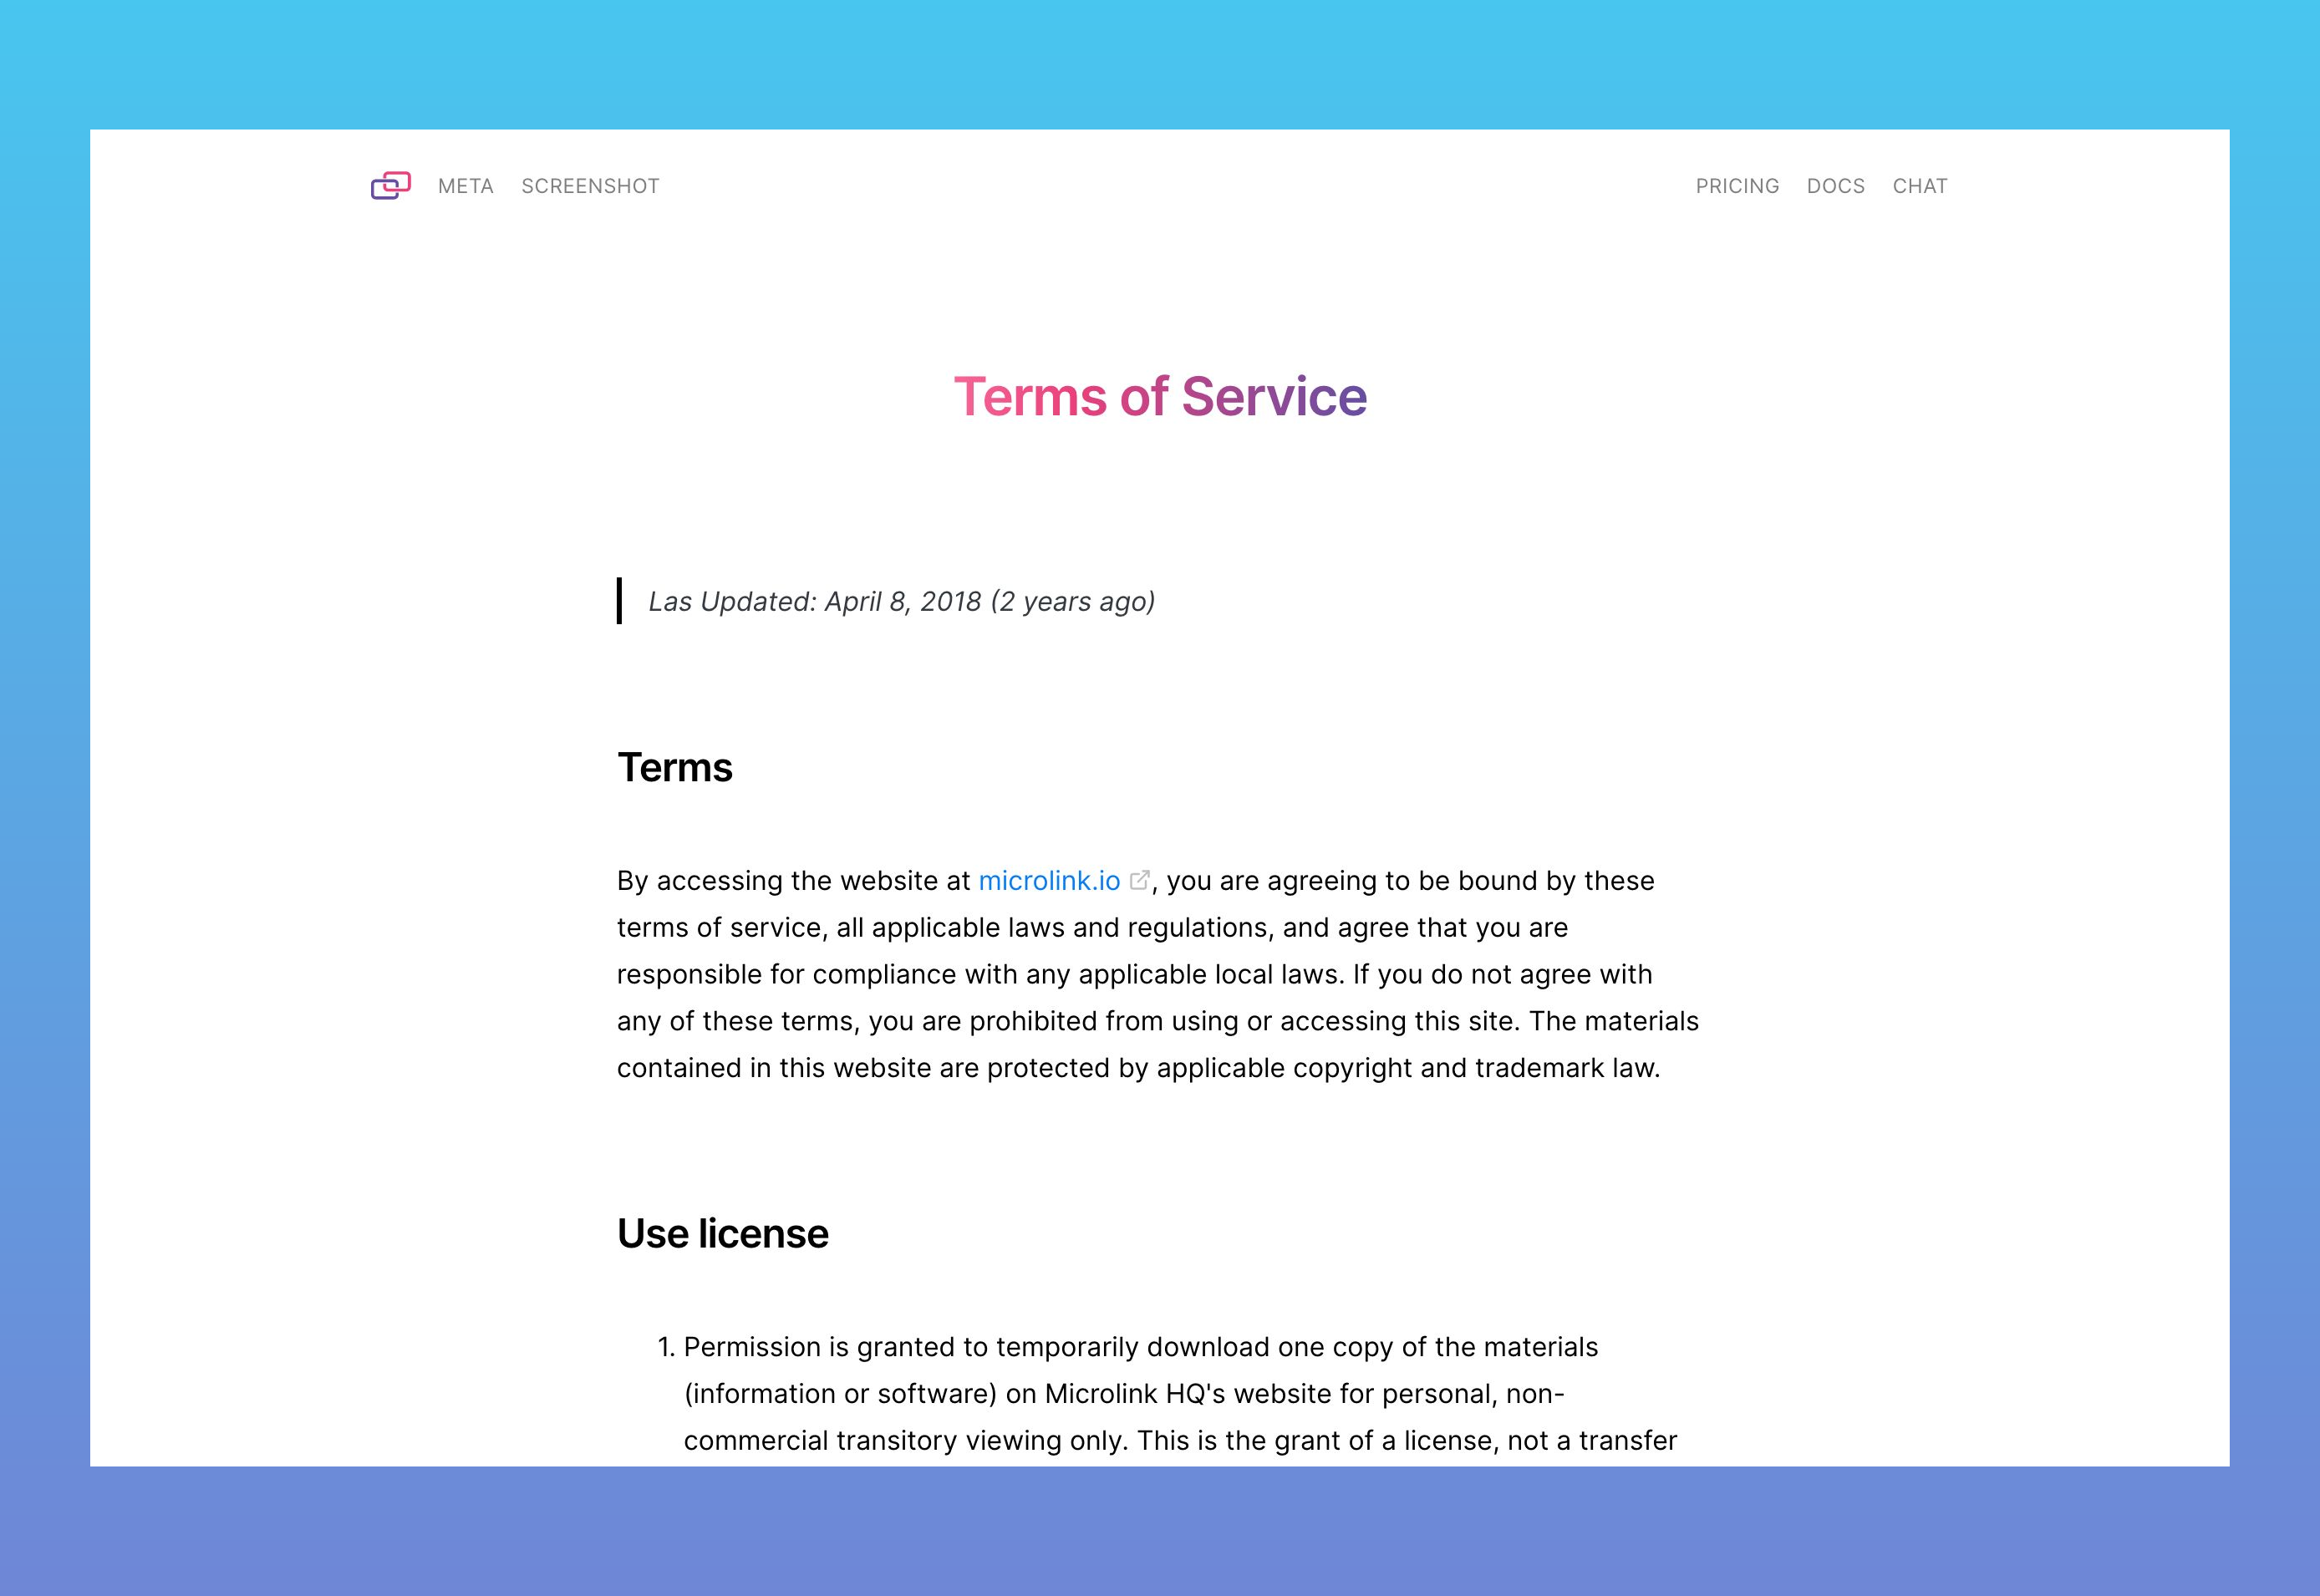 META SCREENSHOT PRICING DOCS CHAT
Terms of Service
Las Updated: April 8, 2018 (2 years ago)
Terms
By accessing the website at microlink.io, you are agreeing to be bound by these
terms of service, all applicable laws and regulations, and agree that you are
responsible for compliance with any applicable local laws. If you do not agree with
any of these terms, you are prohibited from using or accessing this site. The materials
contained in this website are protected by applicable copyright and trademark law.
Use license
1. Permission is granted to temporarily download one copy of the materials
(information or software) on Microlink HQ's website for personal, non-
commercial transitory viewing only. This is the grant of a license, not a transfer